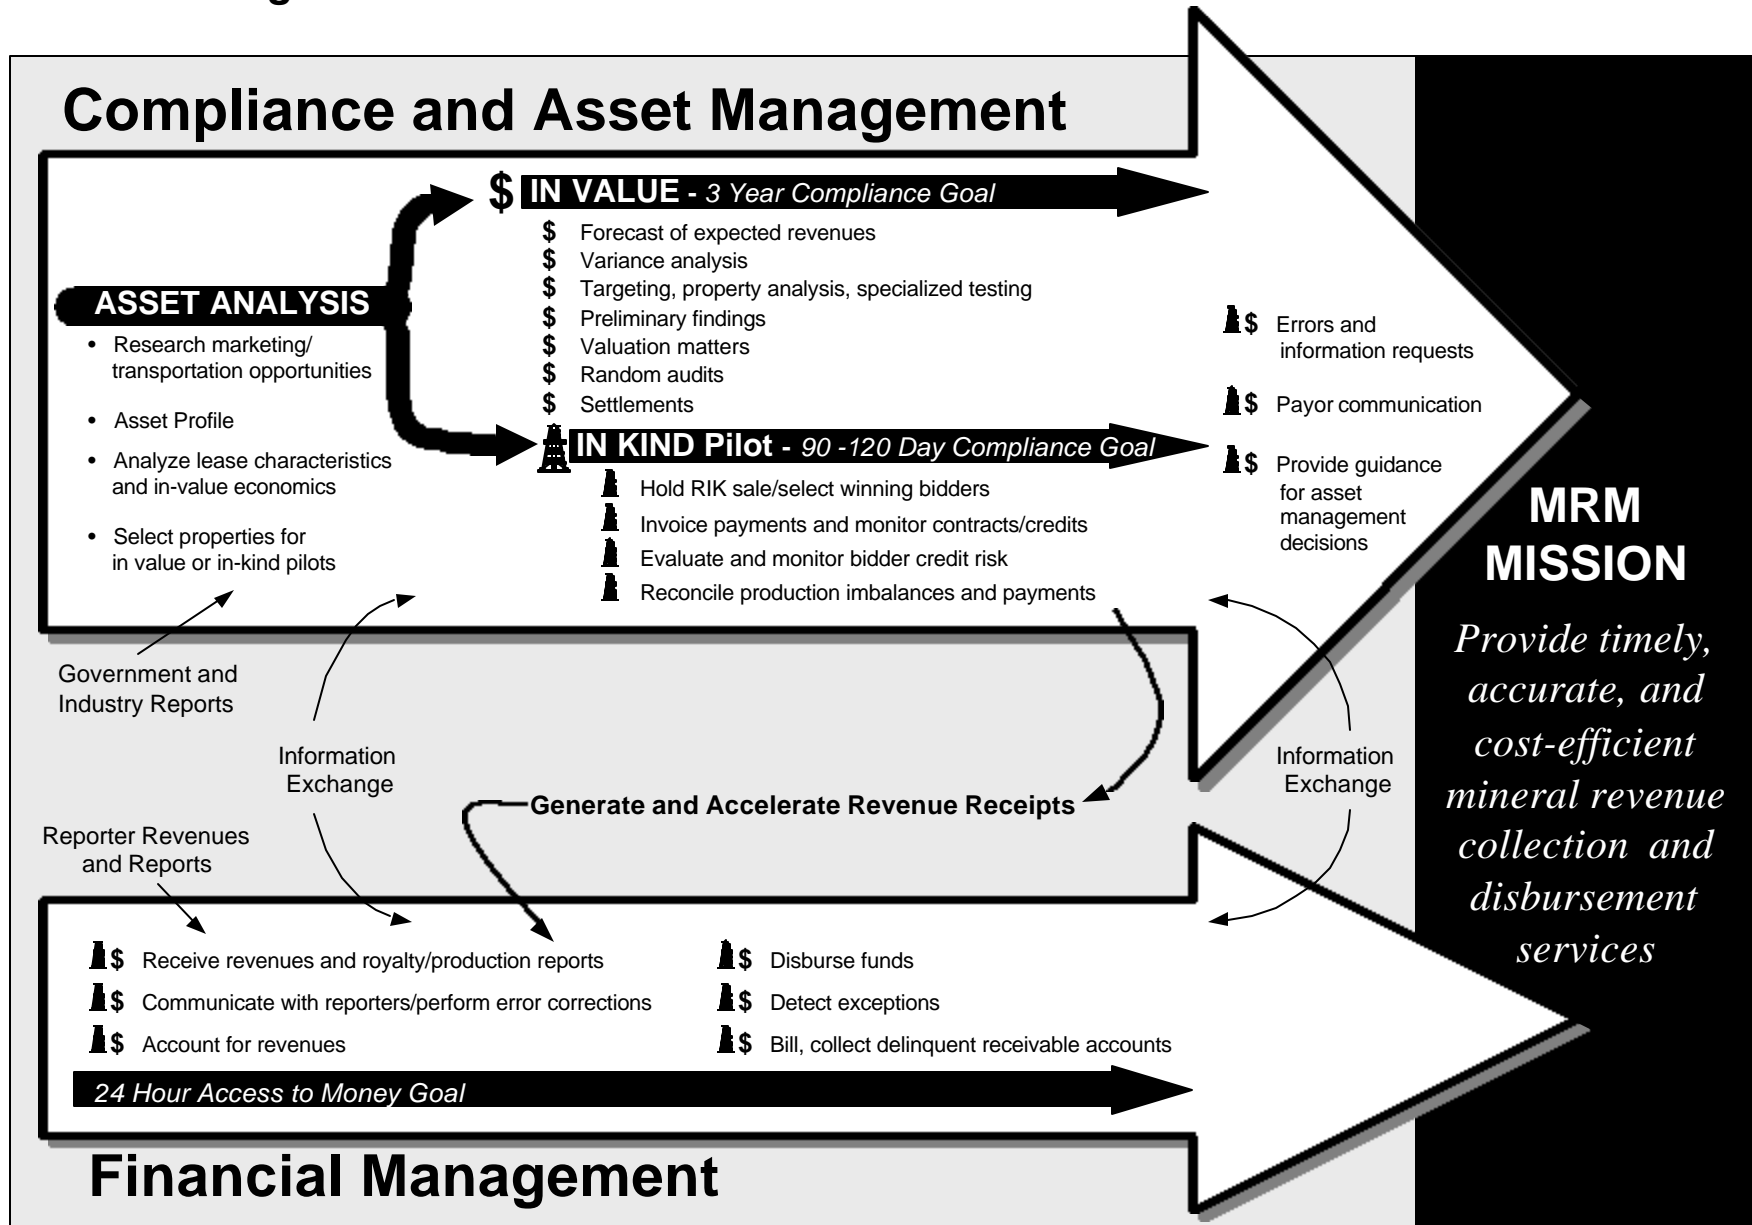 Compliance and Asset Management
$ IN VALUE - 3 Year Compliance Goal
$ Forecast of expected revenues
$ Variance analysis
$ Targeting, property analysis, specialized testing
$ Preliminary findings
$ Valuation matters
$ Random audits
$ Settlements
ASSET ANALYSIS
• Research marketing/
transportation opportunities
• Asset Profile
• Analyze lease characteristics
and in-value economics
• Select properties for
in value or in-kind pilots
IN KIND Pilot - 90 -120 Day Compliance Goal
Hold RIK sale/select winning bidders
Invoice payments and monitor contracts/credits
Evaluate and monitor bidder credit risk
Reconcile production imbalances and payments
$ Errors and
information requests
$ Payor communication
$ Provide guidance
for asset
management
decisions
Government and
Industry Reports
Information
Exchange
Generate and Accelerate Revenue Receipts
Information
Exchange
Reporter Revenues
and Reports
$ Receive revenues and royalty/production reports
$ Communicate with reporters/perform error corrections
$ Account for revenues
$ Disburse funds
$ Detect exceptions
$ Bill, collect delinquent receivable accounts
24 Hour Access to Money Goal
Financial Management
MRM
MISSION
Provide timely,
accurate, and
cost-efficient
mineral revenue
collection and
disbursement
services